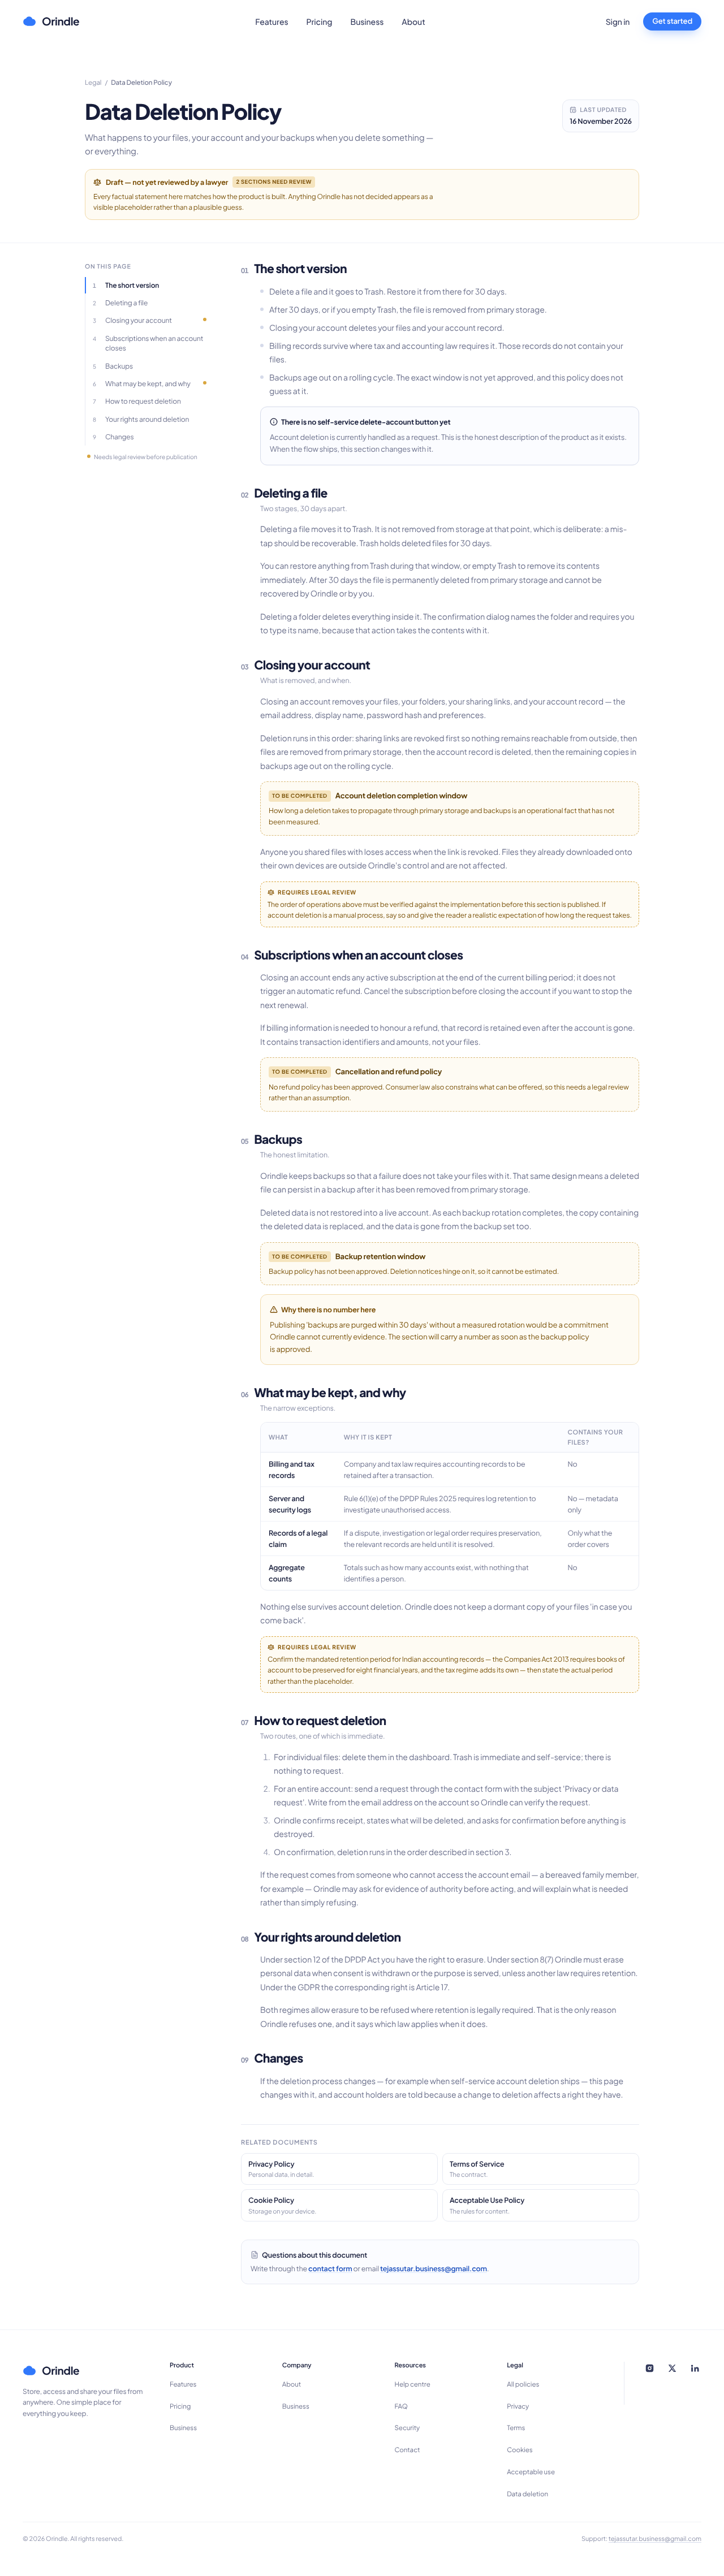 Orindle
Features
Pricing
Business
About
Sign in
Get started
Legal / Data Deletion Policy
Data Deletion Policy
What happens to your files, your account and your backups when you delete something —
or everything.
LAST UPDATED
16 November 2026
Draft — not yet reviewed by a lawyer
2 SECTIONS NEED REVIEW
Every factual statement here matches how the product is built. Anything Orindle has not decided appears as a
visible placeholder rather than a plausible guess.
ON THIS PAGE
1 The short version
2 Deleting a file
3 Closing your account
4 Subscriptions when an account
closes
5 Backups
6 What may be kept, and why
7 How to request deletion
8 Your rights around deletion
9 Changes
Needs legal review before publication
01 The short version
Delete a file and it goes to Trash. Restore it from there for 30 days.
After 30 days, or if you empty Trash, the file is removed from primary storage.
Closing your account deletes your files and your account record.
Billing records survive where tax and accounting law requires it. Those records do not contain your
files.
Backups age out on a rolling cycle. The exact window is not yet approved, and this policy does not
guess at it.
There is no self-service delete-account button yet
Account deletion is currently handled as a request. This is the honest description of the product as it exists.
When the flow ships, this section changes with it.
02 Deleting a file
Two stages, 30 days apart.
Deleting a file moves it to Trash. It is not removed from storage at that point, which is deliberate: a mis-
tap should be recoverable. Trash holds deleted files for 30 days.
You can restore anything from Trash during that window, or empty Trash to remove its contents
immediately. After 30 days the file is permanently deleted from primary storage and cannot be
recovered by Orindle or by you.
Deleting a folder deletes everything inside it. The confirmation dialog names the folder and requires you
to type its name, because that action takes the contents with it.
03 Closing your account
What is removed, and when.
Closing an account removes your files, your folders, your sharing links, and your account record — the
email address, display name, password hash and preferences.
Deletion runs in this order: sharing links are revoked first so nothing remains reachable from outside, then
files are removed from primary storage, then the account record is deleted, then the remaining copies in
backups age out on the rolling cycle.
TO BE COMPLETED
Account deletion completion window
How long a deletion takes to propagate through primary storage and backups is an operational fact that has not
been measured.
Anyone you shared files with loses access when the link is revoked. Files they already downloaded onto
their own devices are outside Orindle's control and are not affected.
REQUIRES LEGAL REVIEW
The order of operations above must be verified against the implementation before this section is published. If
account deletion is a manual process, say so and give the reader a realistic expectation of how long the request takes.
04 Subscriptions when an account closes
Closing an account ends any active subscription at the end of the current billing period: it does not
trigger an automatic refund. Cancel the subscription before closing the account if you want to stop the
next renewal.
If billing information is needed to honour a refund, that record is retained even after the account is gone.
It contains transaction identifiers and amounts, not your files.
TO BE COMPLETED
Cancellation and refund policy
No refund policy has been approved. Consumer law also constrains what can be offered, so this needs a legal review
rather than an assumption.
05 Backups
The honest limitation.
Orindle keeps backups so that a failure does not take your files with it. That same design means a deleted
file can persist in a backup after it has been removed from primary storage.
Deleted data is not restored into a live account. As each backup rotation completes, the copy containing
the deleted data is replaced, and the data is gone from the backup set too.
TO BE COMPLETED
Backup retention window
Backup policy has not been approved. Deletion notices hinge on it, so it cannot be estimated.
Why there is no number here
Publishing 'backups are purged within 30 days' without a measured rotation would be a commitment
Orindle cannot currently evidence. The section will carry a number as soon as the backup policy
is approved.
06 What may be kept, and why
The narrow exceptions.
WHAT
WHY IT IS KEPT
CONTAINS YOUR
FILES?
Billing and tax
records
Company and tax law requires accounting records to be
retained after a transaction.
No
Server and
security logs
Rule 6(1)(e) of the DPDP Rules 2025 requires log retention to
investigate unauthorised access.
No — metadata
only
Records of a legal
claim
If a dispute, investigation or legal order requires preservation,
the relevant records are held until it is resolved.
Only what the
order covers
Aggregate
counts
Totals such as how many accounts exist, with nothing that
identifies a person.
No
Nothing else survives account deletion. Orindle does not keep a dormant copy of your files 'in case you
come back'.
REQUIRES LEGAL REVIEW
Confirm the mandated retention period for Indian accounting records — the Companies Act 2013 requires books of
account to be preserved for eight financial years, and the tax regime adds its own — then state the actual period
rather than the placeholder.
07 How to request deletion
Two routes, one of which is immediate.
1. For individual files: delete them in the dashboard. Trash is immediate and self-service; there is
nothing to request.
2. For an entire account: send a request through the contact form with the subject 'Privacy or data
request'. Write from the email address on the account so Orindle can verify the request.
3. Orindle confirms receipt, states what will be deleted, and asks for confirmation before anything is
destroyed.
4. On confirmation, deletion runs in the order described in section 3.
If the request comes from someone who cannot access the account email — a bereaved family member,
for example — Orindle may ask for evidence of authority before acting, and will explain what is needed
rather than simply refusing.
08 Your rights around deletion
Under section 12 of the DPDP Act you have the right to erasure. Under section 8(7) Orindle must erase
personal data when consent is withdrawn or the purpose is served, unless another law requires retention.
Under the GDPR the corresponding right is Article 17.
Both regimes allow erasure to be refused where retention is legally required. That is the only reason
Orindle refuses one, and it says which law applies when it does.
09 Changes
If the deletion process changes — for example when self-service account deletion ships — this page
changes with it, and account holders are told because a change to deletion affects a right they have.
RELATED DOCUMENTS
Privacy Policy
Personal data, in detail.
Terms of Service
The contract.
Cookie Policy
Storage on your device.
Acceptable Use Policy
The rules for content.
Questions about this document
Write through the contact form or email tejassutar.business@gmail.com.
Orindle
Store, access and share your files from
anywhere. One simple place for
everything you keep.
Product
Features
Pricing
Business
Company
About
Business
Resources
Help centre
FAQ
Security
Contact
Legal
All policies
Privacy
Terms
Cookies
Acceptable use
Data deletion
© 2026 Orindle. All rights reserved.
Support: tejassutar.business@gmail.com